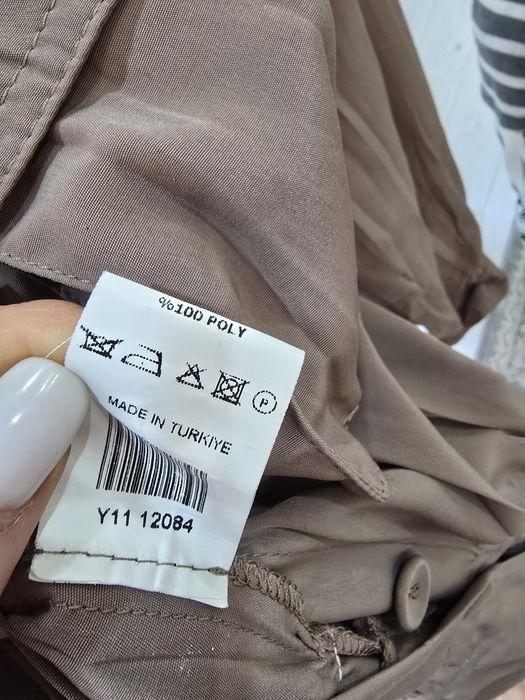 %100 POLY
P
MADE IN TURKIYE
Y11 12084